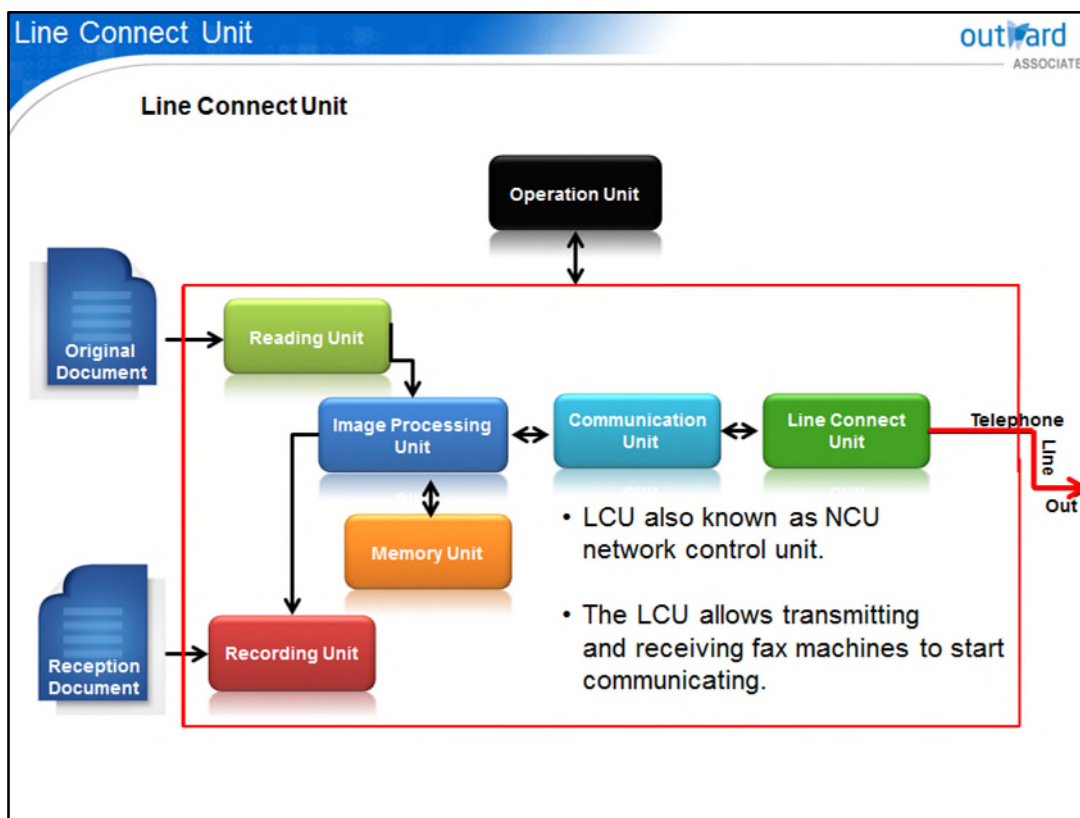 Line Connect Unit
outward
ASSOCIATE
Line Connect Unit
Operation Unit
Original
Document
Reading Unit
Image Processing
Unit
Communication
Unit
Line Connect
Unit
Telephone
Line
Out
Memory Unit
• LCU also known as NCU
network control unit.
• The LCU allows transmitting
and receiving fax machines to start
communicating.
Reception
Document
Recording Unit